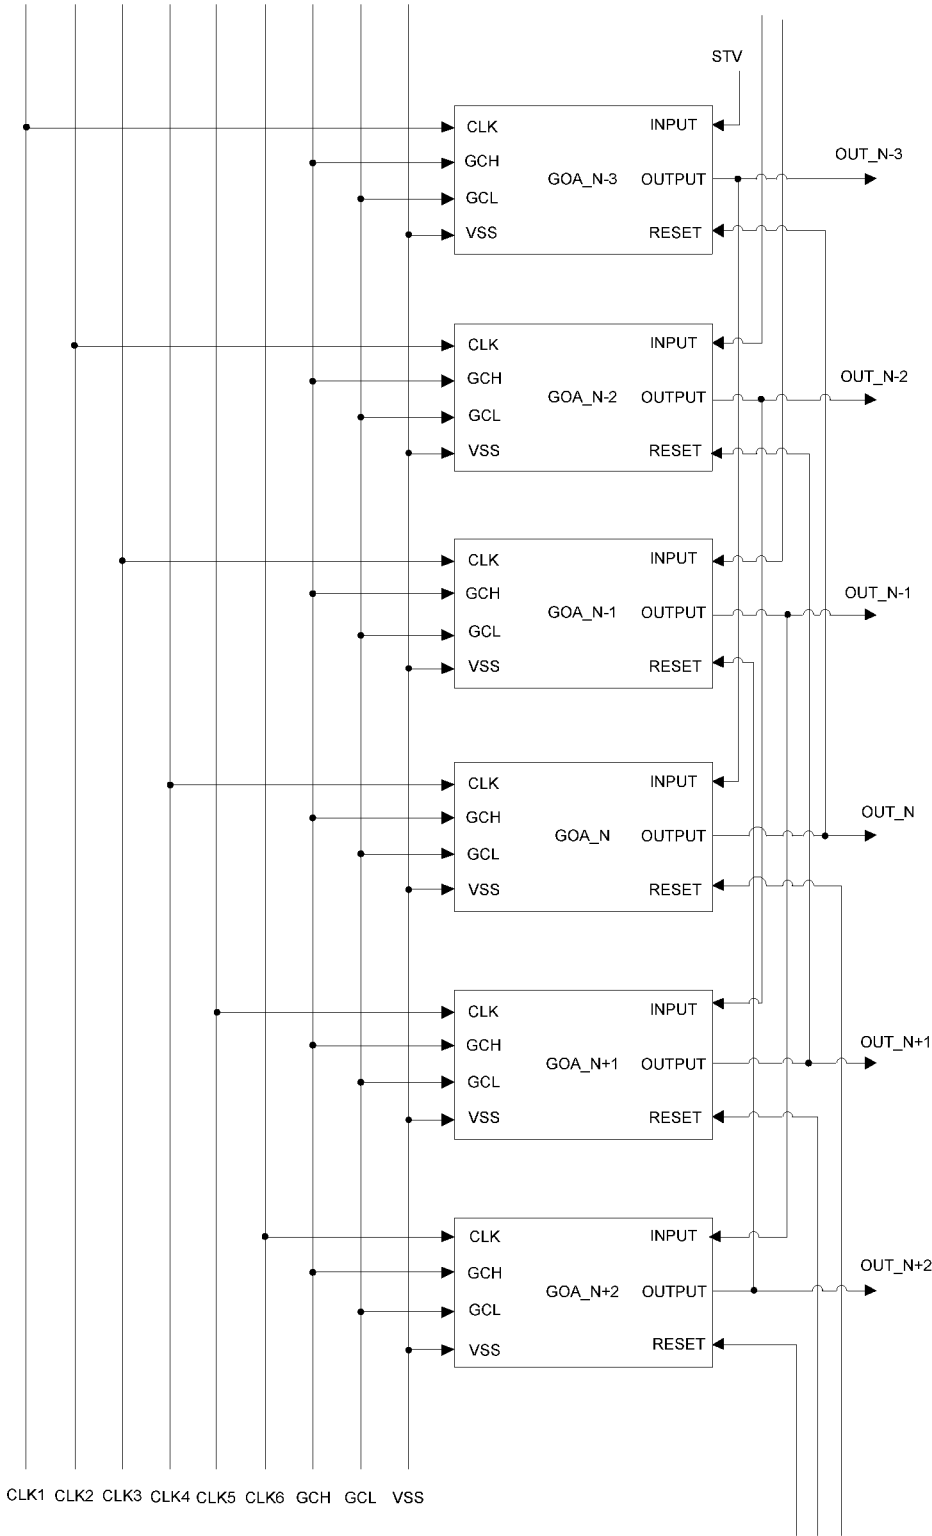 STV
CLK INPUT
OUT_N-3
GCH
GOA_N-3 OUTPUT
GCL
VSS RESET
CLK INPUT
OUT_N-2
GCH
GOA_N-2 OUTPUT
GCL
VSS RESET
CLK INPUT
OUT_N-1
GCH
GOA_N-1 OUTPUT
GCL
VSS RESET
CLK INPUT
OUT_N
GCH
GOA_N OUTPUT
GCL
VSS RESET
CLK INPUT
OUT_N+1
GCH
GOA_N+1 OUTPUT
GCL
VSS RESET
CLK INPUT
OUT_N+2
GCH
GOA_N+2 OUTPUT
GCL
VSS RESET
CLK1 CLK2 CLK3 CLK4 CLK5 CLK6 GCH GCL VSS